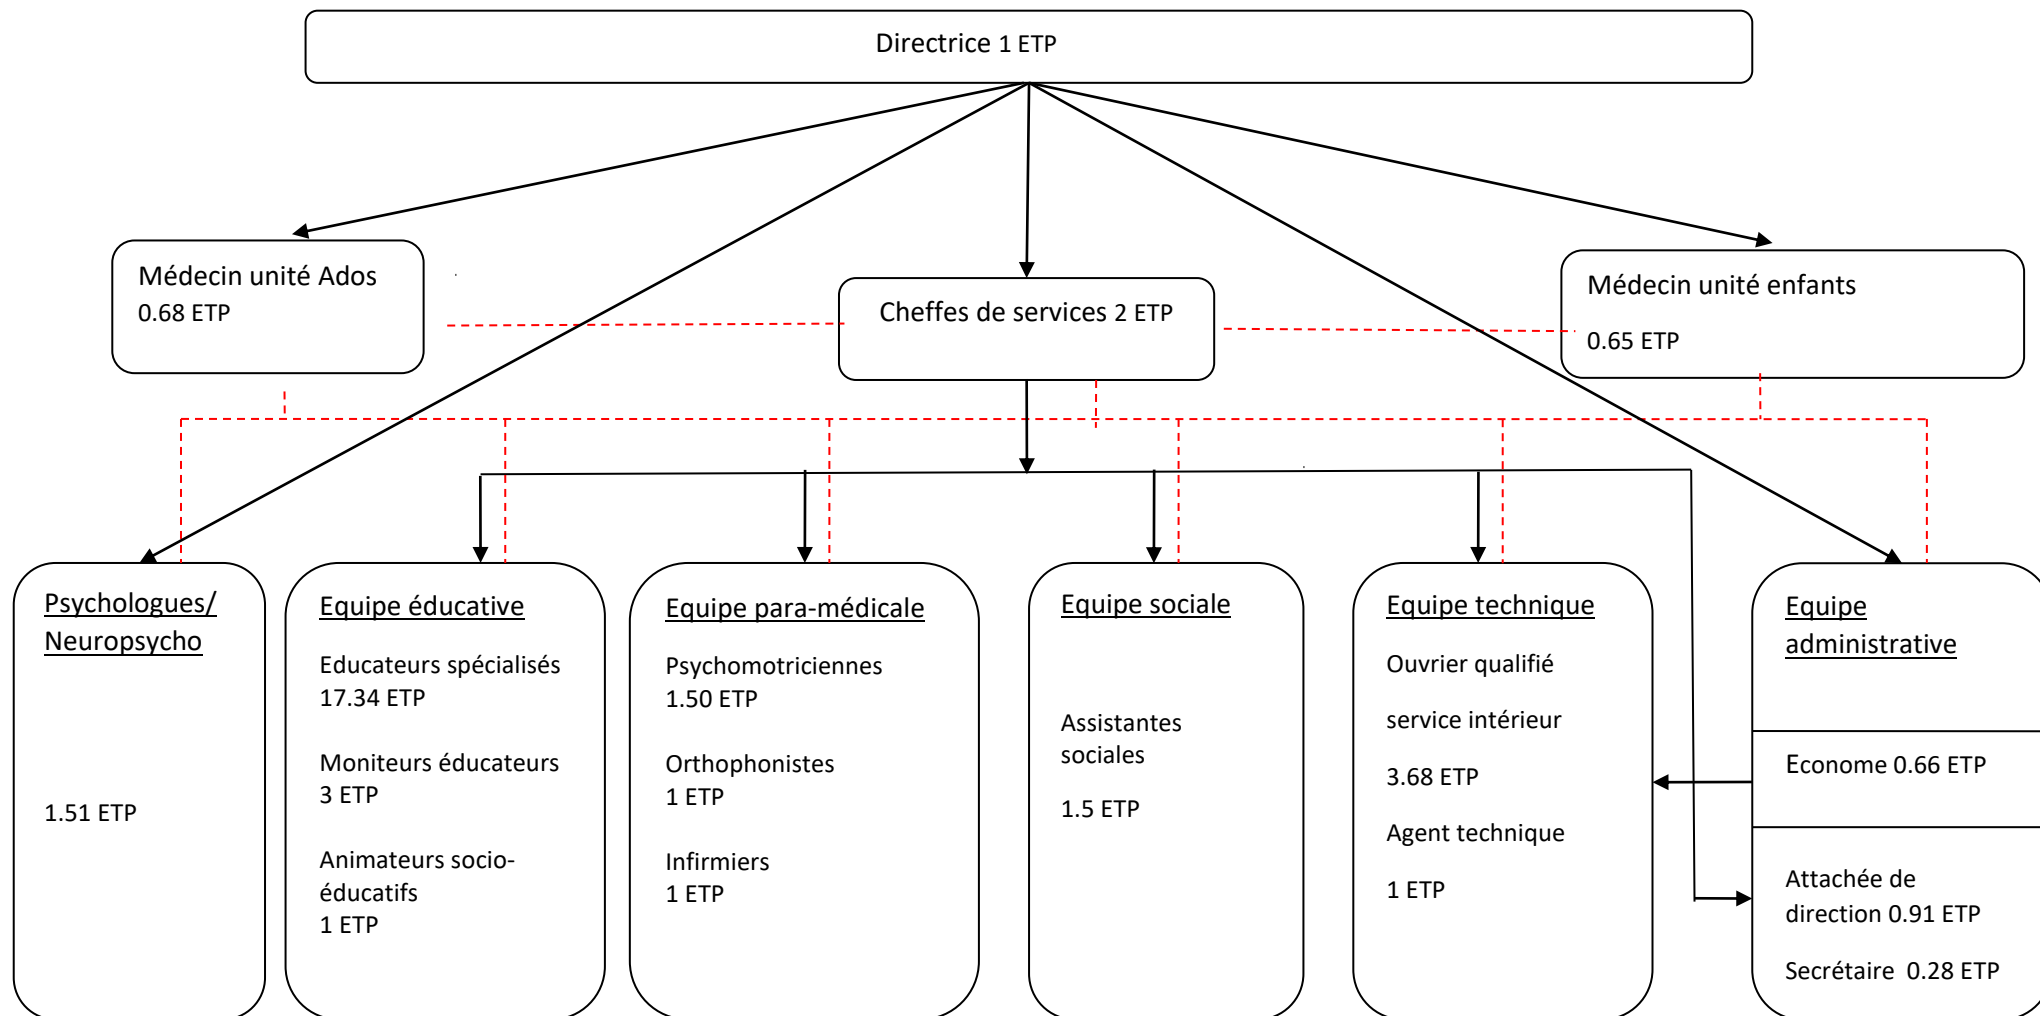 Directrice 1 ETP
Médecin unité Ados
0.68 ETP
Cheffes de services 2 ETP
Médecin unité enfants
0.65 ETP
Psychologues/
Neuropsycho
1.51 ETP
Equipe éducative
Educateurs spécialisés
17.34 ETP
Moniteurs éducateurs
3 ETP
Animateurs socio-
éducatifs
1 ETP
Equipe para-médicale
Psychomotriciennes
1.50 ETP
Orthophonistes
1 ETP
Infirmiers
1 ETP
Equipe sociale
Assistantes
sociales
1.5 ETP
Equipe technique
Ouvrier qualifié
service intérieur
3.68 ETP
Agent technique
1 ETP
Equipe
administrative
Econome 0.66 ETP
Attachée de
direction 0.91 ETP
Secrétaire  0.28 ETP